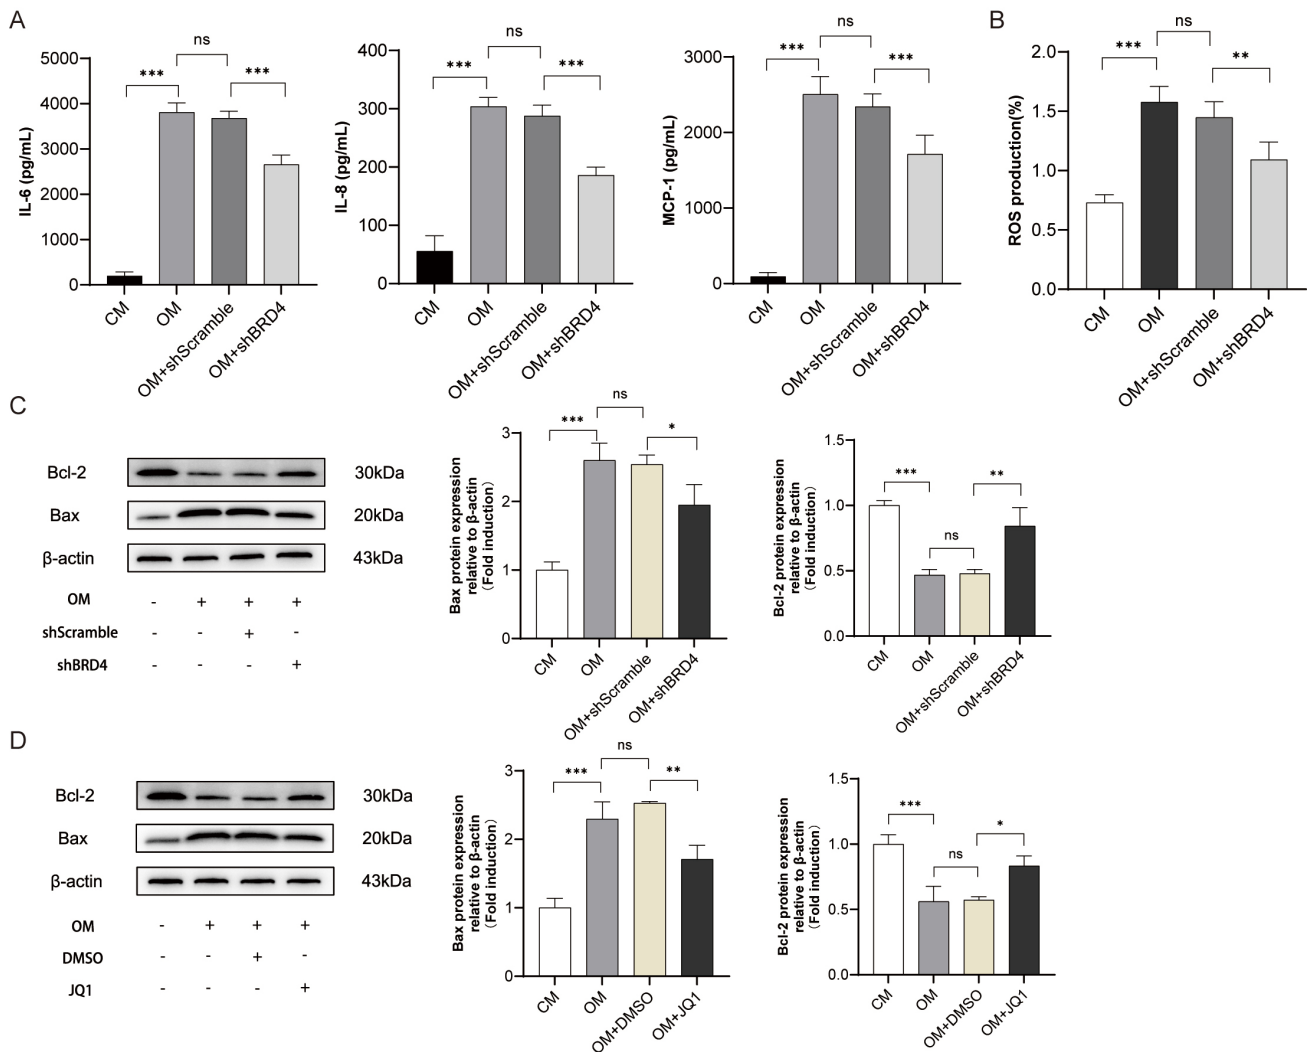 A
IL-6 (pg/mL)
5000
4000
3000
2000
1000
0
***
ns
***
CM
OM
OM+shScramble
OM+shBRD4
IL-8 (pg/mL)
400
300
200
100
0
***
ns
***
CM
OM
OM+shScramble
OM+shBRD4
MCP-1 (pg/mL)
3000
2000
1000
0
***
ns
***
CM
OM
OM+shScramble
OM+shBRD4
B
ROS production(%)
2.0
1.5
1.0
0.5
0.0
***
ns
**
CM
OM
OM+shScramble
OM+shBRD4
C
Bcl-2 30kDa
Bax 20kDa
β-actin 43kDa
OM - + + +
shScramble - - + -
shBRD4 - - - +
Bax protein expression
relative to β-actin
(Fold induction)
3
2
1
0
***
ns
*
CM
OM
OM+shScramble
OM+shBRD4
Bcl-2 protein expression
relative to β-actin
(Fold induction)
1.5
1.0
0.5
0.0
***
ns
**
CM
OM
OM+shScramble
OM+shBRD4
D
Bcl-2 30kDa
Bax 20kDa
β-actin 43kDa
OM - + + +
DMSO - - + -
JQ1 - - - +
Bax protein expression
relative to β-actin
(Fold induction)
3
2
1
0
***
ns
**
CM
OM
OM+DMSO
OM+JQ1
Bcl-2 protein expression
relative to β-actin
(Fold induction)
1.5
1.0
0.5
0.0
***
ns
*
CM
OM
OM+DMSO
OM+JQ1